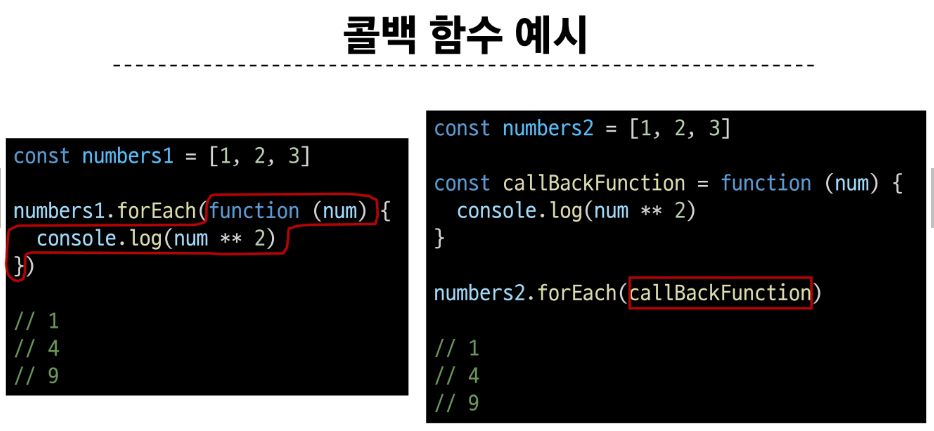 콜백 함수 예시
const numbers1 = [1, 2, 3]
numbers1.forEach(function (num) {
  console.log(num ** 2)
})
// 1
// 4
// 9
const numbers2 = [1, 2, 3]
const callBackFunction = function (num) {
  console.log(num ** 2)
}
numbers2.forEach(callBackFunction)
// 1
// 4
// 9